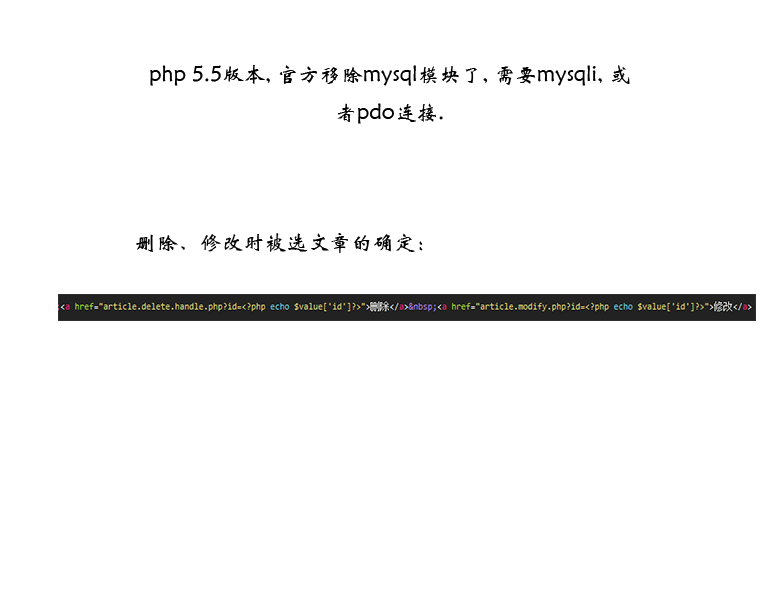 php 5.5版本, 官方移除mysql模块了, 需要mysqli, 或
者pdo连接.
删除、修改时被选文章的确定:
<a href="article.delete.handle.php?id=<?php echo $value['id']?>">删除</a>&nbsp;<a href="article.modify.php?id=<?php echo $value['id']?>">修改</a>